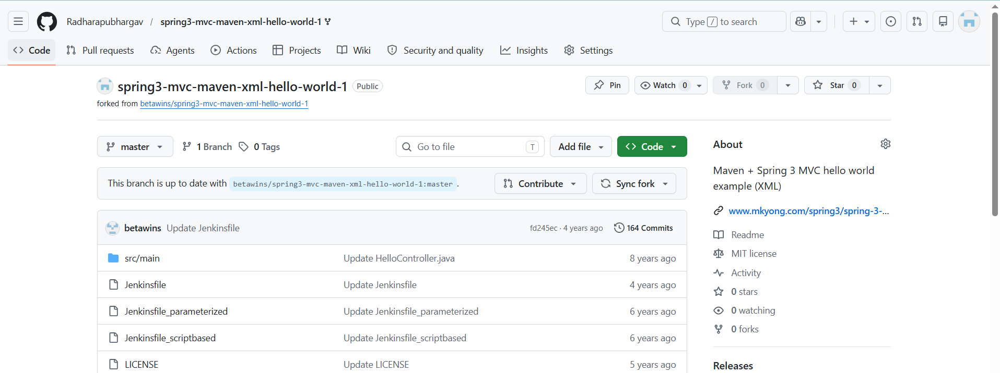 Radharapubhargav / spring3-mvc-maven-xml-hello-world-1 Type / to search
Code Pull requests Agents Actions Projects Wiki Security and quality Insights Settings
spring3-mvc-maven-xml-hello-world-1 Public Pin Watch 0 Fork 0 Star 0
forked from betawins/spring3-mvc-maven-xml-hello-world-1
master 1 Branch 0 Tags Go to file T Add file Code
This branch is up to date with betawins/spring3-mvc-maven-xml-hello-world-1:master . Contribute Sync fork
betawins Update Jenkinsfile fd245ec · 4 years ago 164 Commits
src/main Update HelloController.java 8 years ago
Jenkinsfile Update Jenkinsfile 4 years ago
Jenkinsfile_parameterized Update Jenkinsfile_parameterized 6 years ago
Jenkinsfile_scriptbased Update Jenkinsfile_scriptbased 6 years ago
LICENSE Update LICENSE 5 years ago
About
Maven + Spring 3 MVC hello world
example (XML)
www.mkyong.com/spring3/spring-3-...
Readme
MIT license
Activity
0 stars
0 watching
0 forks
Releases